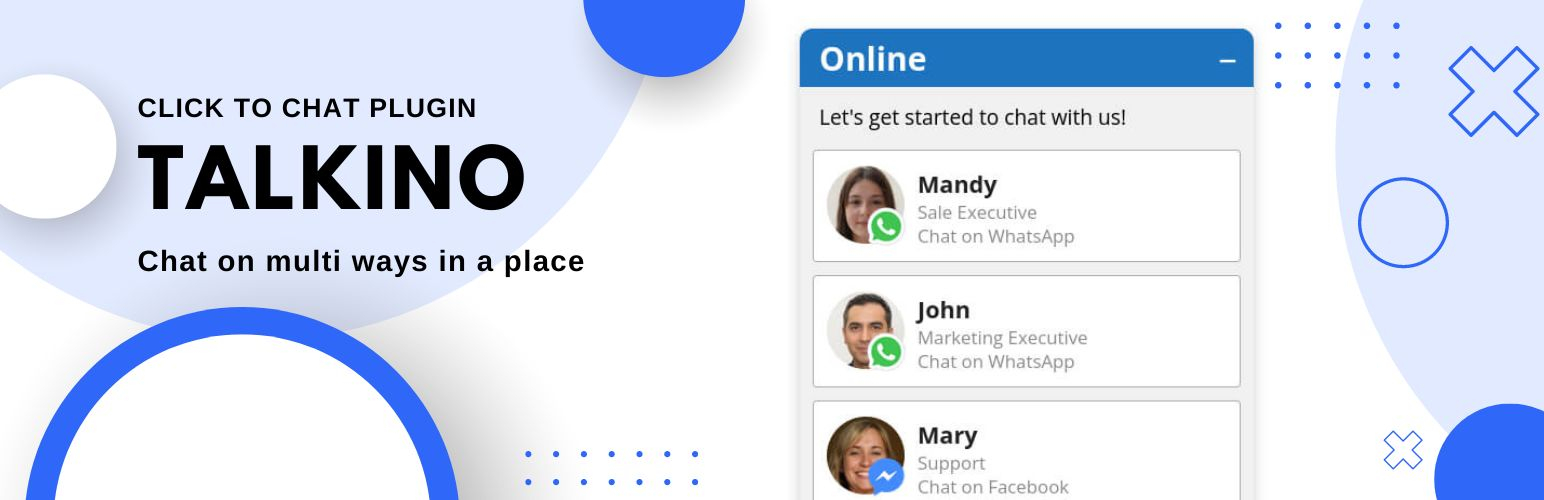 CLICK TO CHAT PLUGIN
TALKINO
Chat on multi ways in a place
Online
Let's get started to chat with us!
Mandy
Sale Executive
Chat on WhatsApp
John
Marketing Executive
Chat on WhatsApp
Mary
Support
Chat on Facebook